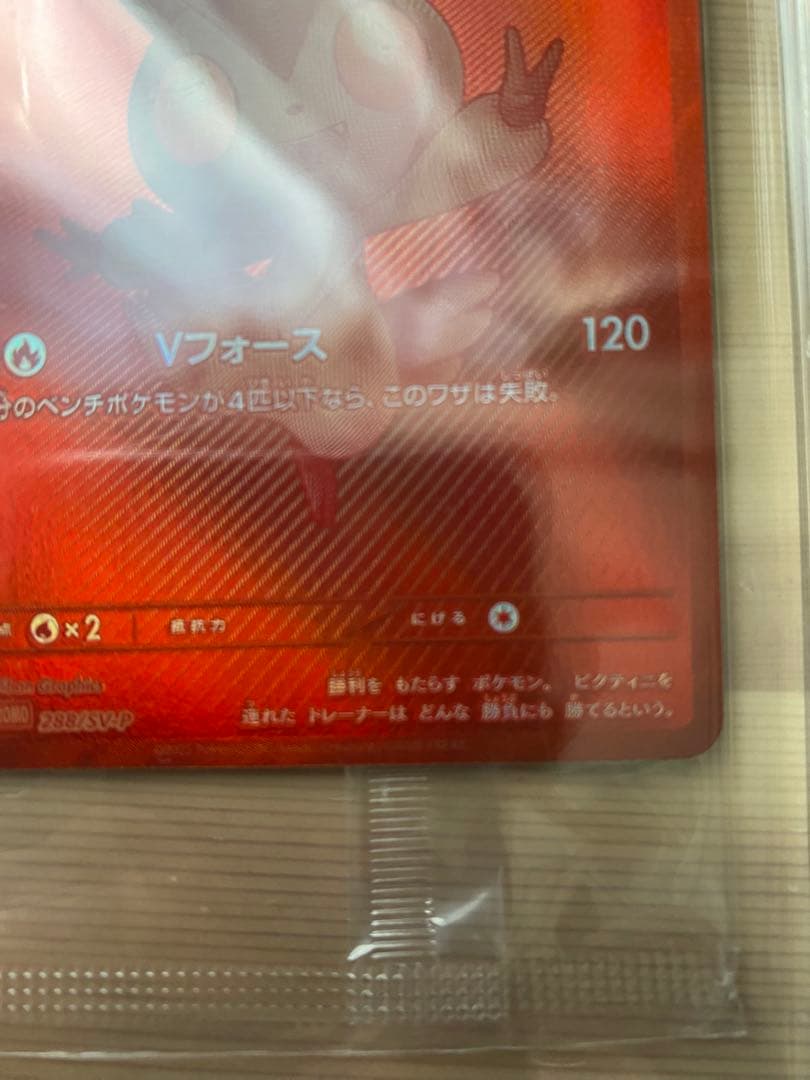 Vフォース 120
分のベンチポケモンが4匹以下なら、このワザは失敗。
×2 抵抗力 にげる
勝利を もたらす ポケモン。 ビクティニを
288/SV-P 連れた トレーナーは どんな 勝負にも 勝てるという。